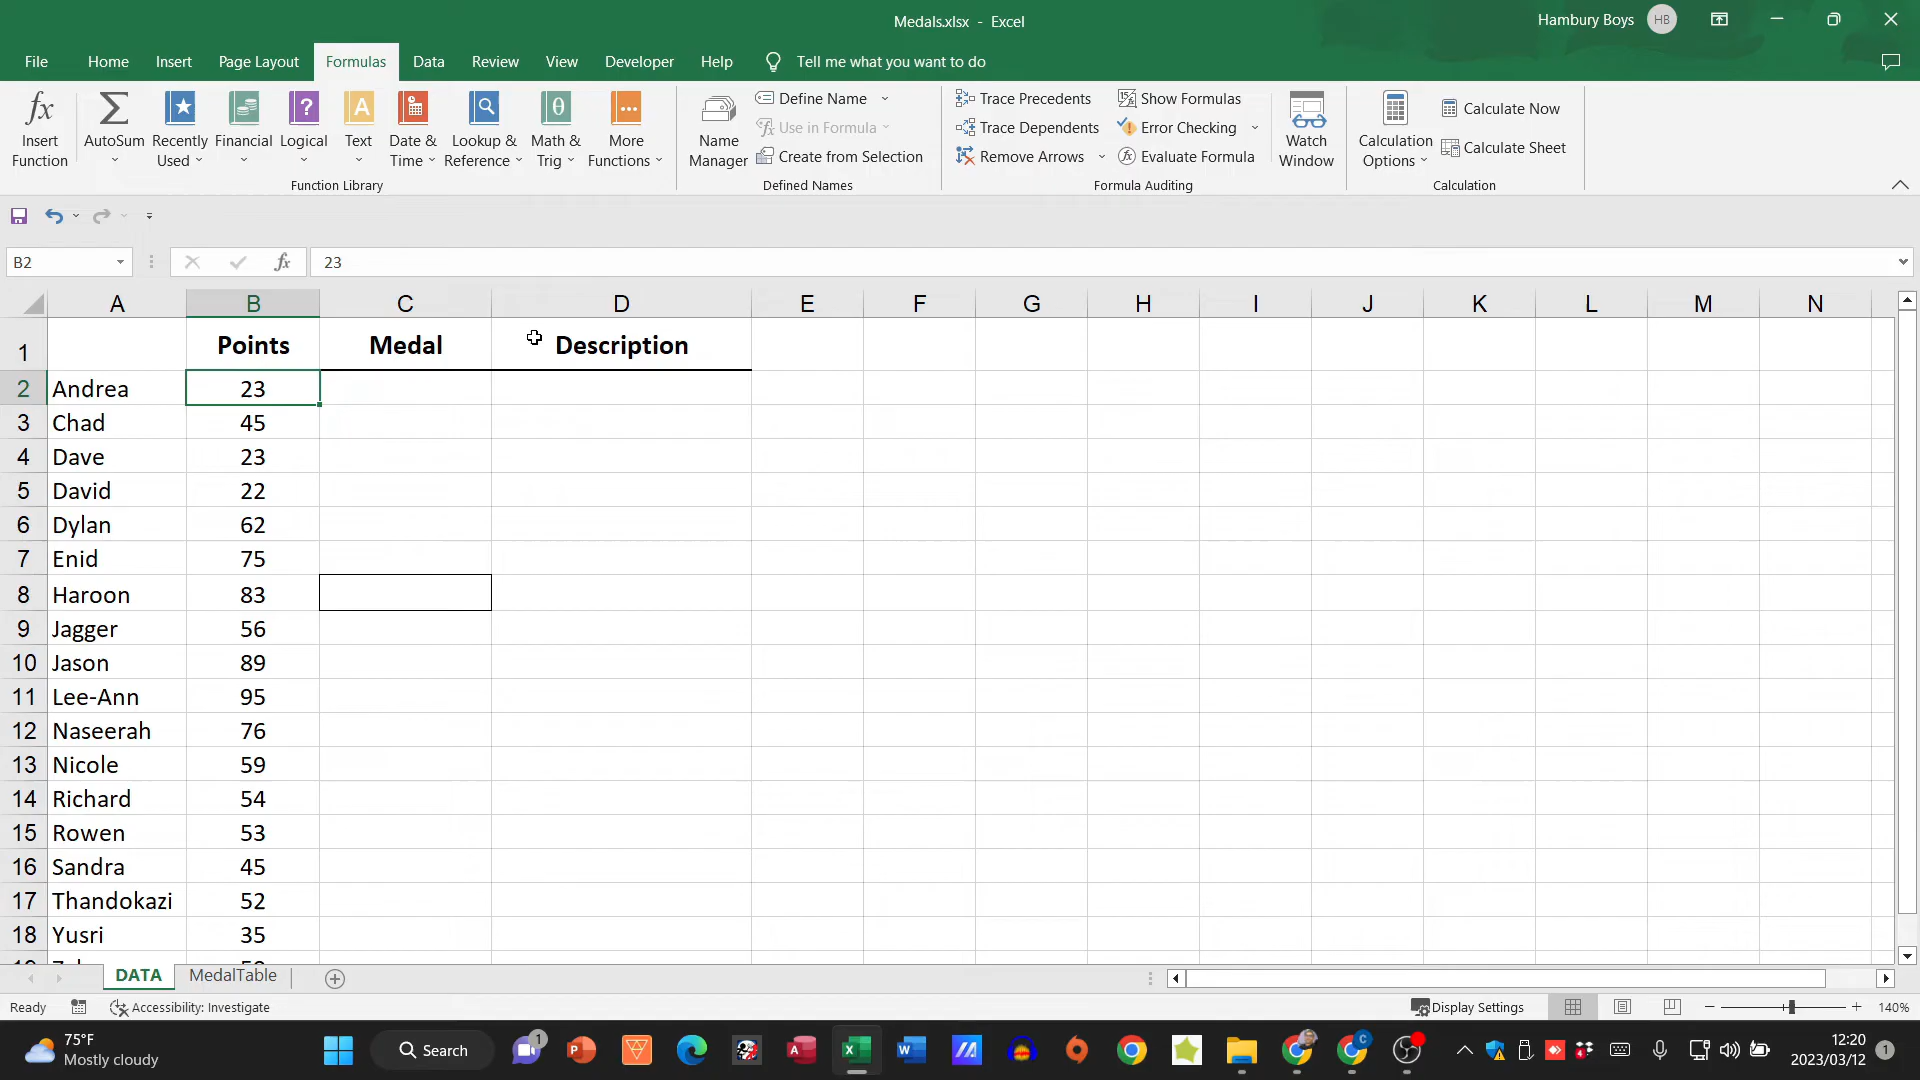 Medals.xlsx - Excel
Hambury Boys HB
File Home Insert Page Layout Formulas Data Review View Developer Help Tell me what you want to do
Insert Function
AutoSum
Recently Used
Financial
Logical
Text
Date & Time
Lookup & Reference
Math & Trig
More Functions
Function Library
Name Manager
Define Name
Use in Formula
Create from Selection
Defined Names
Trace Precedents
Trace Dependents
Remove Arrows
Show Formulas
Error Checking
Evaluate Formula
Formula Auditing
Watch Window
Calculation Options
Calculate Now
Calculate Sheet
Calculation
B2 fx 23
A B C D E F G H I J K L M N
1 Points Medal Description
2 Andrea 23
3 Chad 45
4 Dave 23
5 David 22
6 Dylan 62
7 Enid 75
8 Haroon 83
9 Jagger 56
10 Jason 89
11 Lee-Ann 95
12 Naseerah 76
13 Nicole 59
14 Richard 54
15 Rowen 53
16 Sandra 45
17 Thandokazi 52
18 Yusri 35
DATA MedalTable
Ready Accessibility: Investigate Display Settings 140%
75°F
Mostly cloudy
Search
12:20
2023/03/12